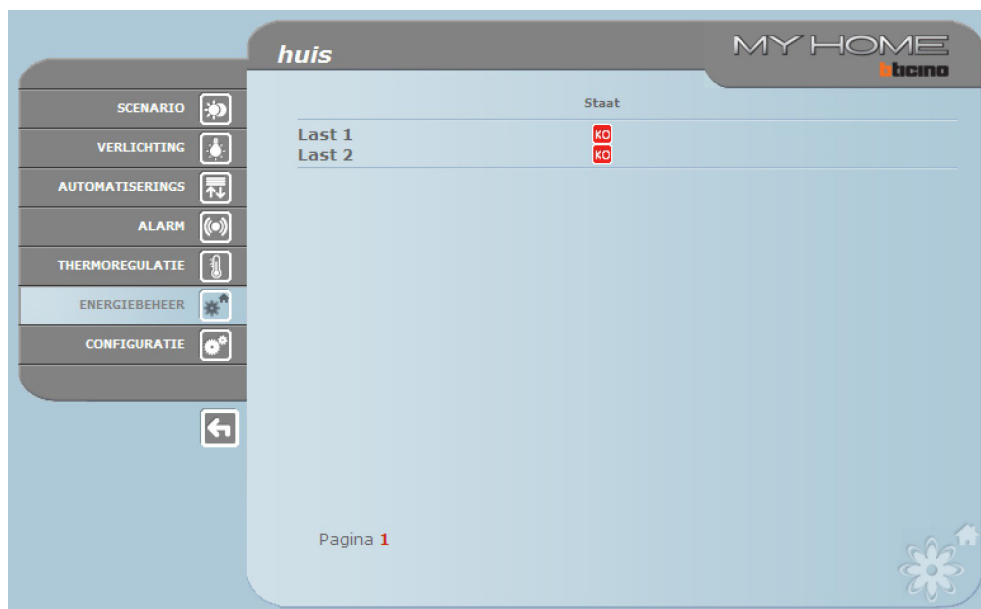 huis
MY HOME
bticino
SCENARIO
VERLICHTING
AUTOMATISERINGS
ALARM
THERMOREGULATIE
ENERGIEBEHEER
CONFIGURATIE
Staat
Last 1 KO
Last 2 KO
Pagina 1